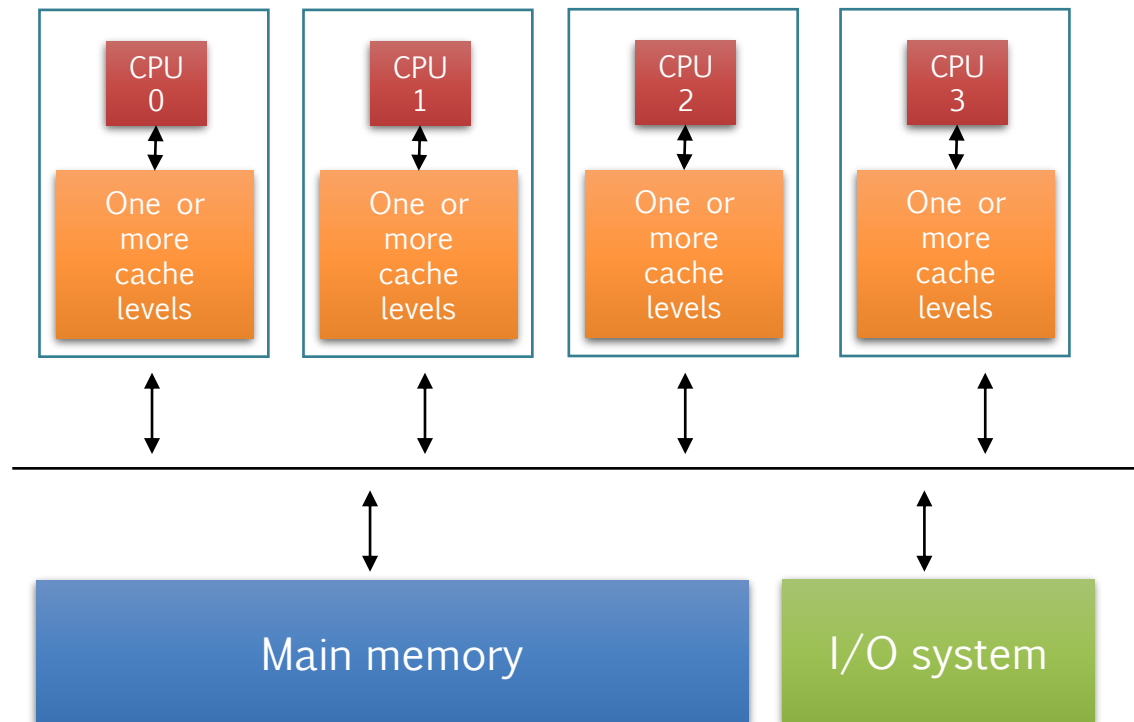 CPU
0
CPU
1
CPU
2
CPU
3
One or
more
cache
levels
One or
more
cache
levels
One or
more
cache
levels
One or
more
cache
levels
Main memory
I/O system